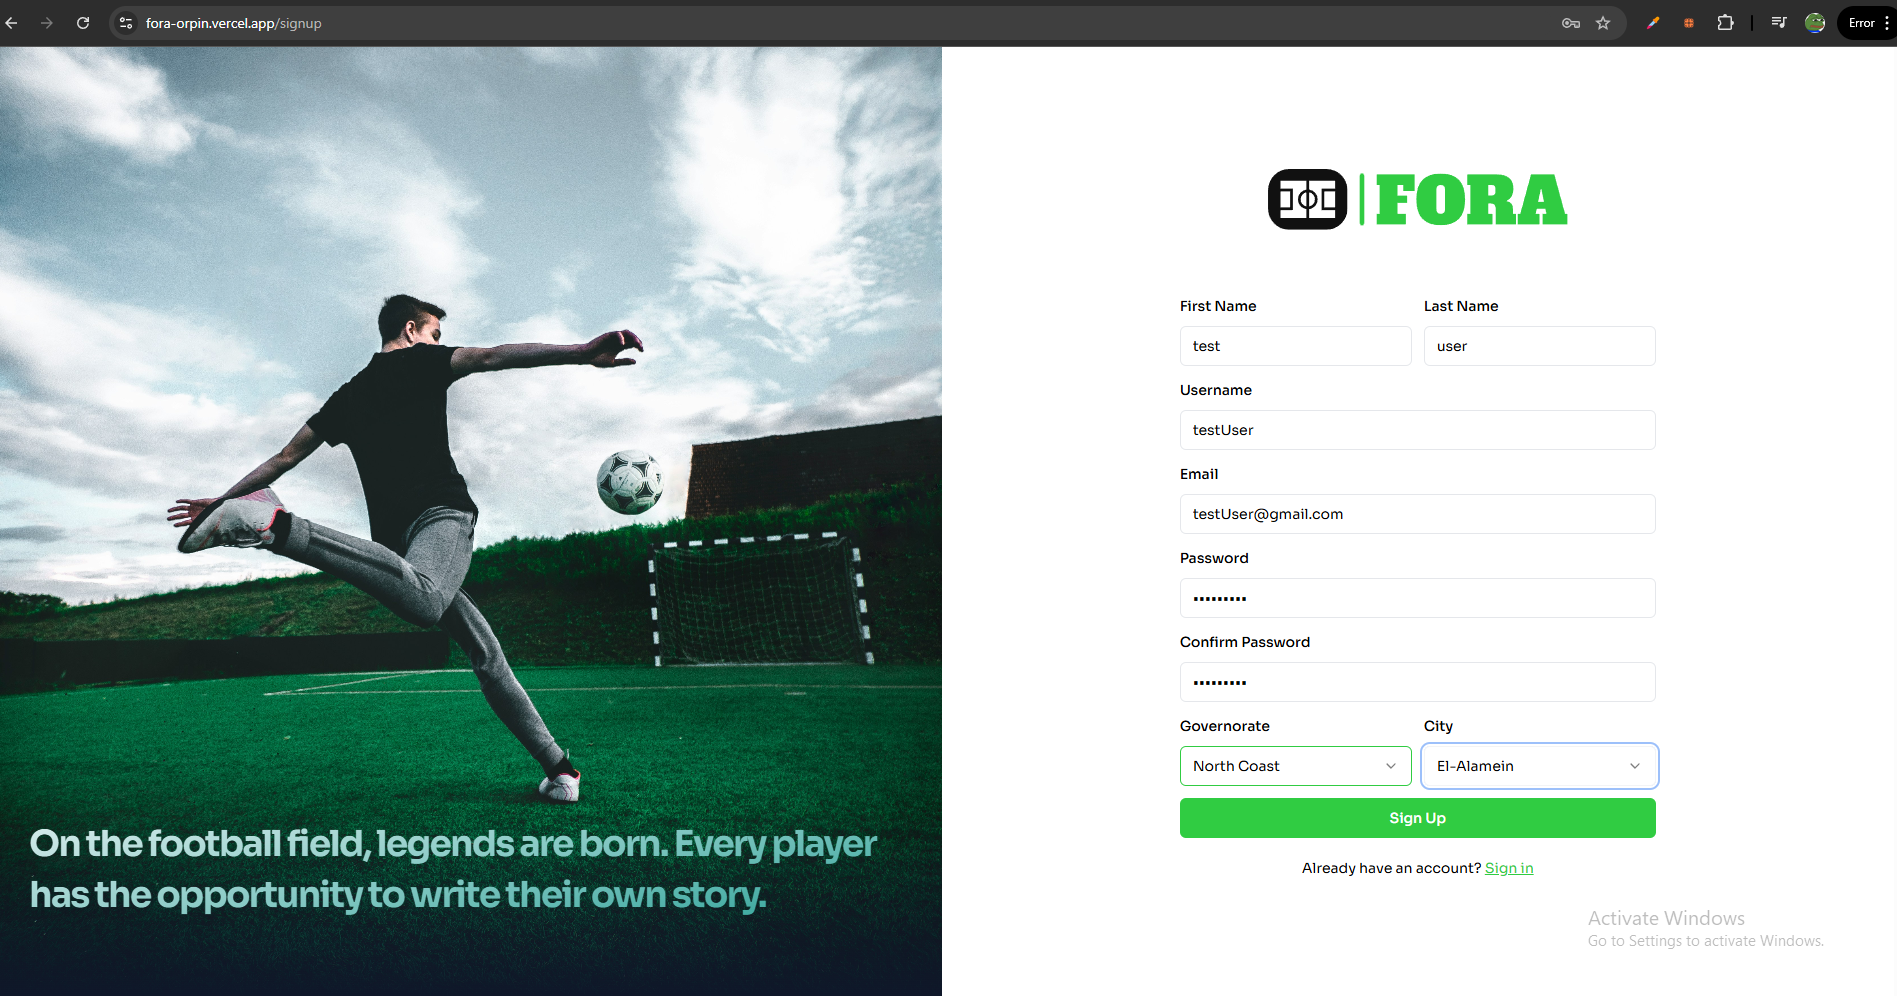 fora-orpin.vercel.app/signup
Error
FORA
First Name
Last Name
test
user
Username
testUser
Email
testUser@gmail.com
Password
•••••••••
Confirm Password
•••••••••
Governorate
City
North Coast
El-Alamein
Sign Up
Already have an account? Sign in
On the football field, legends are born. Every player
has the opportunity to write their own story.
Activate Windows
Go to Settings to activate Windows.